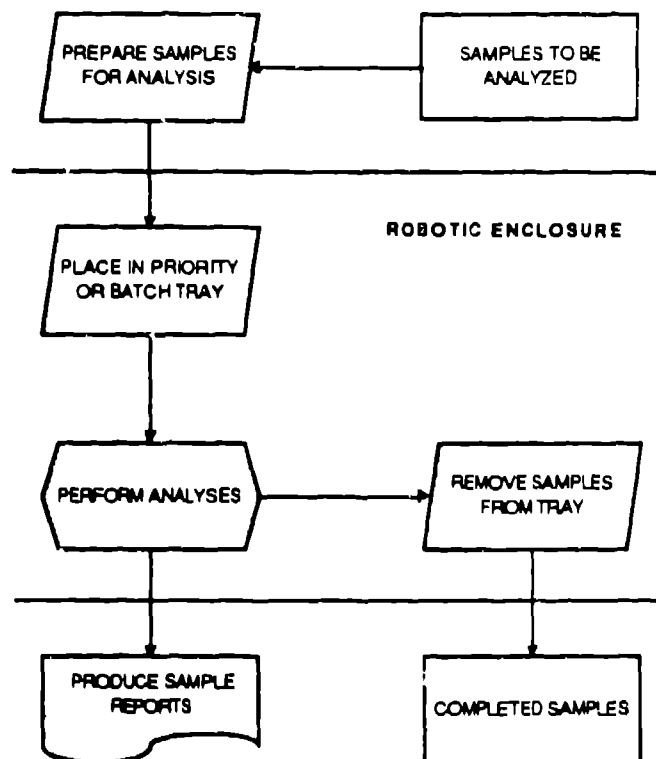 PREPARE SAMPLES
FOR ANALYSIS
SAMPLES TO BE
ANALYZED
ROBOTIC ENCLOSURE
PLACE IN PRIORITY
OR BATCH TRAY
PERFORM ANALYSES
REMOVE SAMPLES
FROM TRAY
PRODUCE SAMPLE
REPORTS
COMPLETED SAMPLES